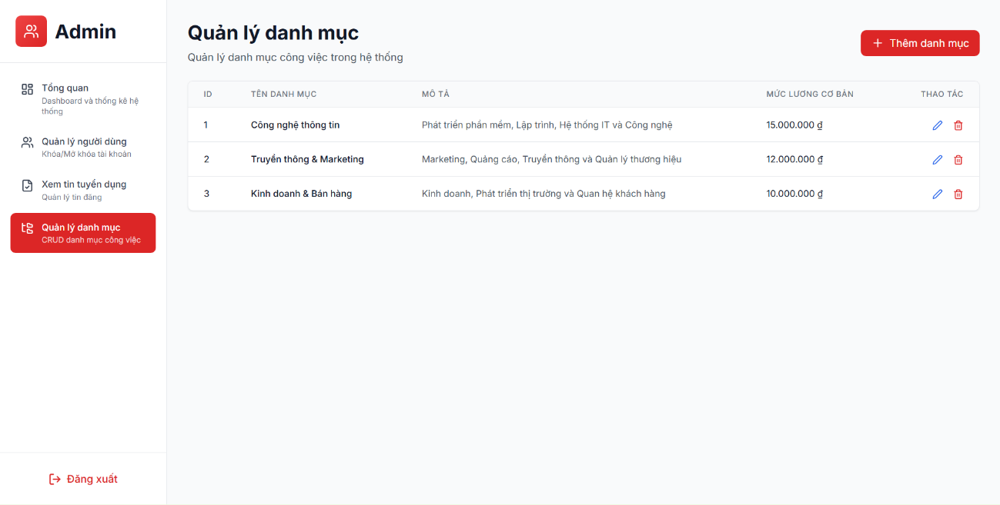 Admin
Tổng quan
Dashboard và thống kê hệ
thống
Quản lý người dùng
Khóa/Mở khóa tài khoản
Xem tin tuyển dụng
Quản lý tin đăng
Quản lý danh mục
CRUD danh mục công việc
Đăng xuất
Quản lý danh mục
Quản lý danh mục công việc trong hệ thống
Thêm danh mục
ID TÊN DANH MỤC MÔ TẢ MỨC LƯƠNG CƠ BẢN THAO TÁC
1 Công nghệ thông tin Phát triển phần mềm, Lập trình, Hệ thống IT và Công nghệ 15.000.000 ₫
2 Truyền thông & Marketing Marketing, Quảng cáo, Truyền thông và Quản lý thương hiệu 12.000.000 ₫
3 Kinh doanh & Bán hàng Kinh doanh, Phát triển thị trường và Quan hệ khách hàng 10.000.000 ₫